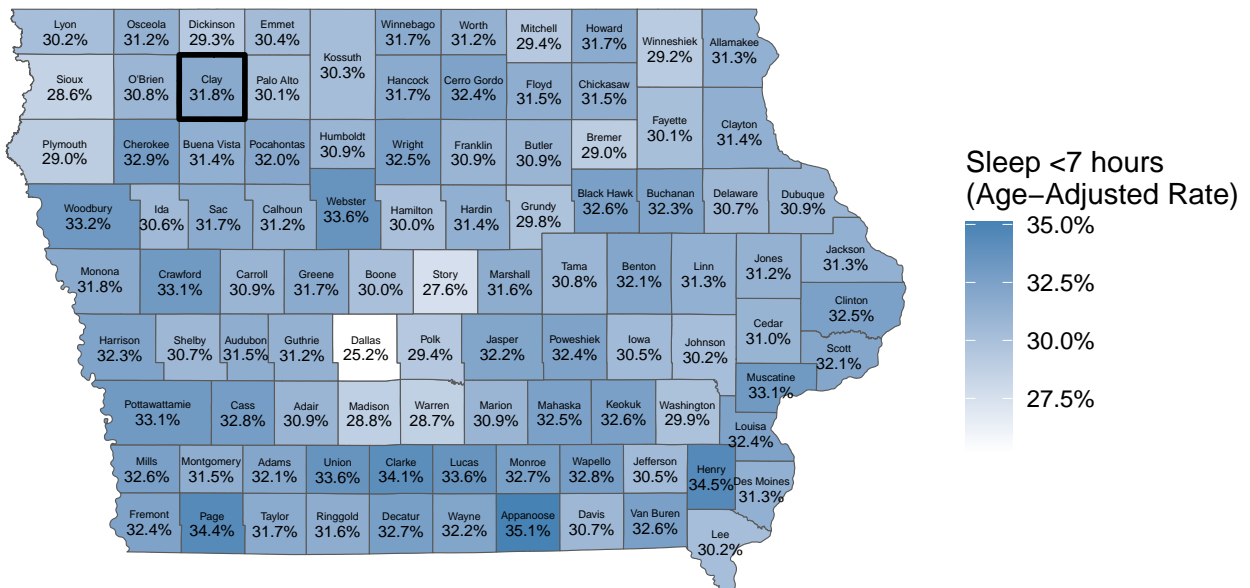 Lyon
30.2%
Osceola
31.2%
Dickinson
29.3%
Emmet
30.4%
Kossuth
30.3%
Winnebago
31.7%
Worth
31.2%
Mitchell
29.4%
Howard
31.7%
Winneshiek
29.2%
Allamakee
31.3%
Sioux
28.6%
O'Brien
30.8%
Clay
31.8%
Palo Alto
30.1%
Hancock
31.7%
Cerro Gordo
32.4%
Floyd
31.5%
Chickasaw
31.5%
Fayette
30.1%
Clayton
31.4%
Plymouth
29.0%
Cherokee
32.9%
Buena Vista
31.4%
Pocahontas
32.0%
Humboldt
30.9%
Wright
32.5%
Franklin
30.9%
Butler
30.9%
Bremer
29.0%
Woodbury
33.2%
Ida
30.6%
Sac
31.7%
Calhoun
31.2%
Webster
33.6%
Hamilton
30.0%
Hardin
31.4%
Grundy
29.8%
Black Hawk
32.6%
Buchanan
32.3%
Delaware
30.7%
Dubuque
30.9%
Monona
31.8%
Crawford
33.1%
Carroll
30.9%
Greene
31.7%
Boone
30.0%
Story
27.6%
Marshall
31.6%
Tama
30.8%
Benton
32.1%
Linn
31.3%
Jones
31.2%
Jackson
31.3%
Clinton
32.5%
Harrison
32.3%
Shelby
30.7%
Audubon
31.5%
Guthrie
31.2%
Dallas
25.2%
Polk
29.4%
Jasper
32.2%
Poweshiek
32.4%
Iowa
30.5%
Johnson
30.2%
Cedar
31.0%
Scott
32.1%
Muscatine
33.1%
Pottawattamie
33.1%
Cass
32.8%
Adair
30.9%
Madison
28.8%
Warren
28.7%
Marion
30.9%
Mahaska
32.5%
Keokuk
32.6%
Washington
29.9%
Louisa
32.4%
Mills
32.6%
Montgomery
31.5%
Adams
32.1%
Union
33.6%
Clarke
34.1%
Lucas
33.6%
Monroe
32.7%
Wapello
32.8%
Jefferson
30.5%
Henry
34.5%
Des Moines
31.3%
Fremont
32.4%
Page
34.4%
Taylor
31.7%
Ringgold
31.6%
Decatur
32.7%
Wayne
32.2%
Appanoose
35.1%
Davis
30.7%
Van Buren
32.6%
Lee
30.2%
Sleep <7 hours
(Age−Adjusted Rate)
35.0%
32.5%
30.0%
27.5%